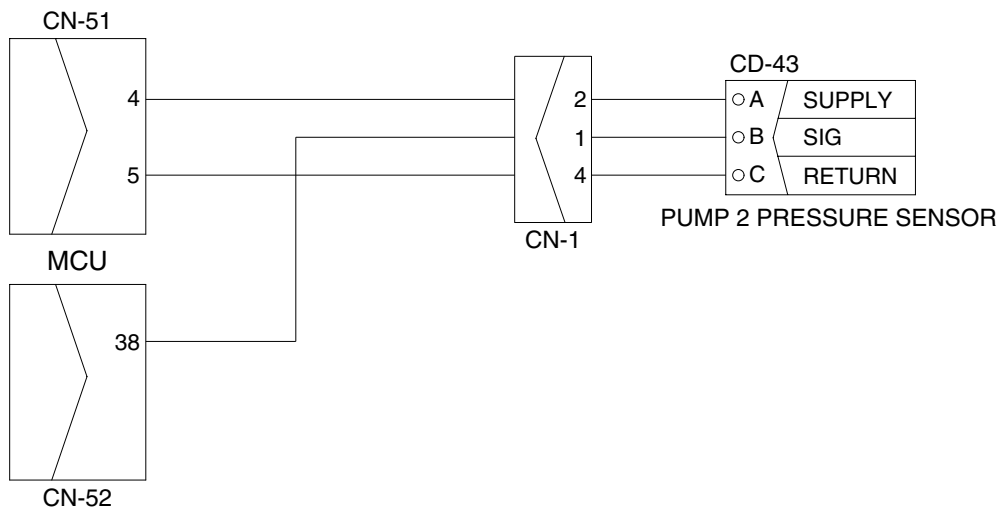 CN-51
CD-43
4
2
A SUPPLY
1
B SIG
5
4
C RETURN
PUMP 2 PRESSURE SENSOR
CN-1
MCU
38
CN-52